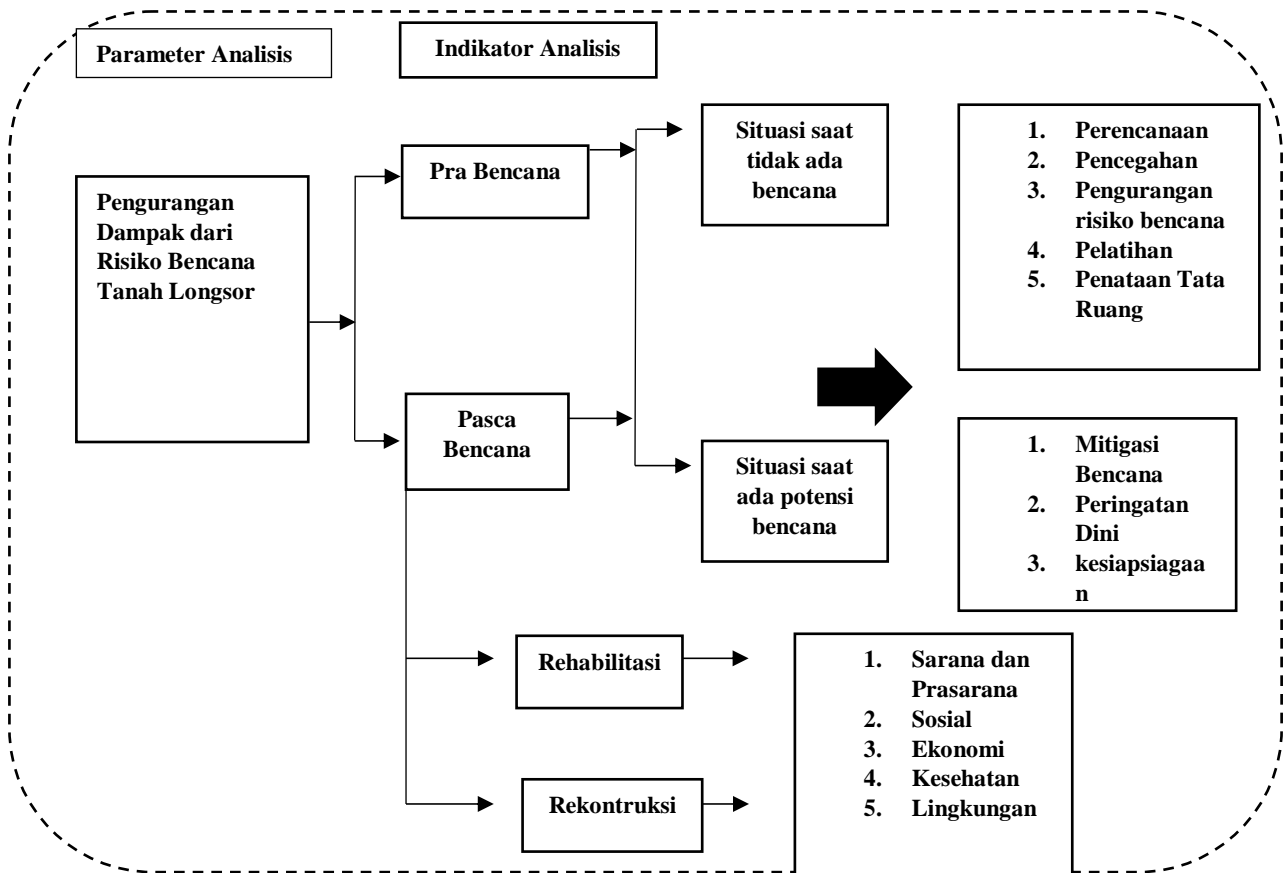 Parameter Analisis
Indikator Analisis
Pengurangan
Dampak dari
Risiko Bencana
Tanah Longsor
Pra Bencana
Situasi saat
tidak ada
bencana
1. Perencanaan
2. Pencegahan
3. Pengurangan
risiko bencana
4. Pelatihan
5. Penataan Tata
Ruang
Pasca
Bencana
Situasi saat
ada potensi
bencana
1. Mitigasi
Bencana
2. Peringatan
Dini
3. kesiapsiagaa
n
Rehabilitasi
1. Sarana dan
Prasarana
2. Sosial
3. Ekonomi
4. Kesehatan
5. Lingkungan
Rekontruksi